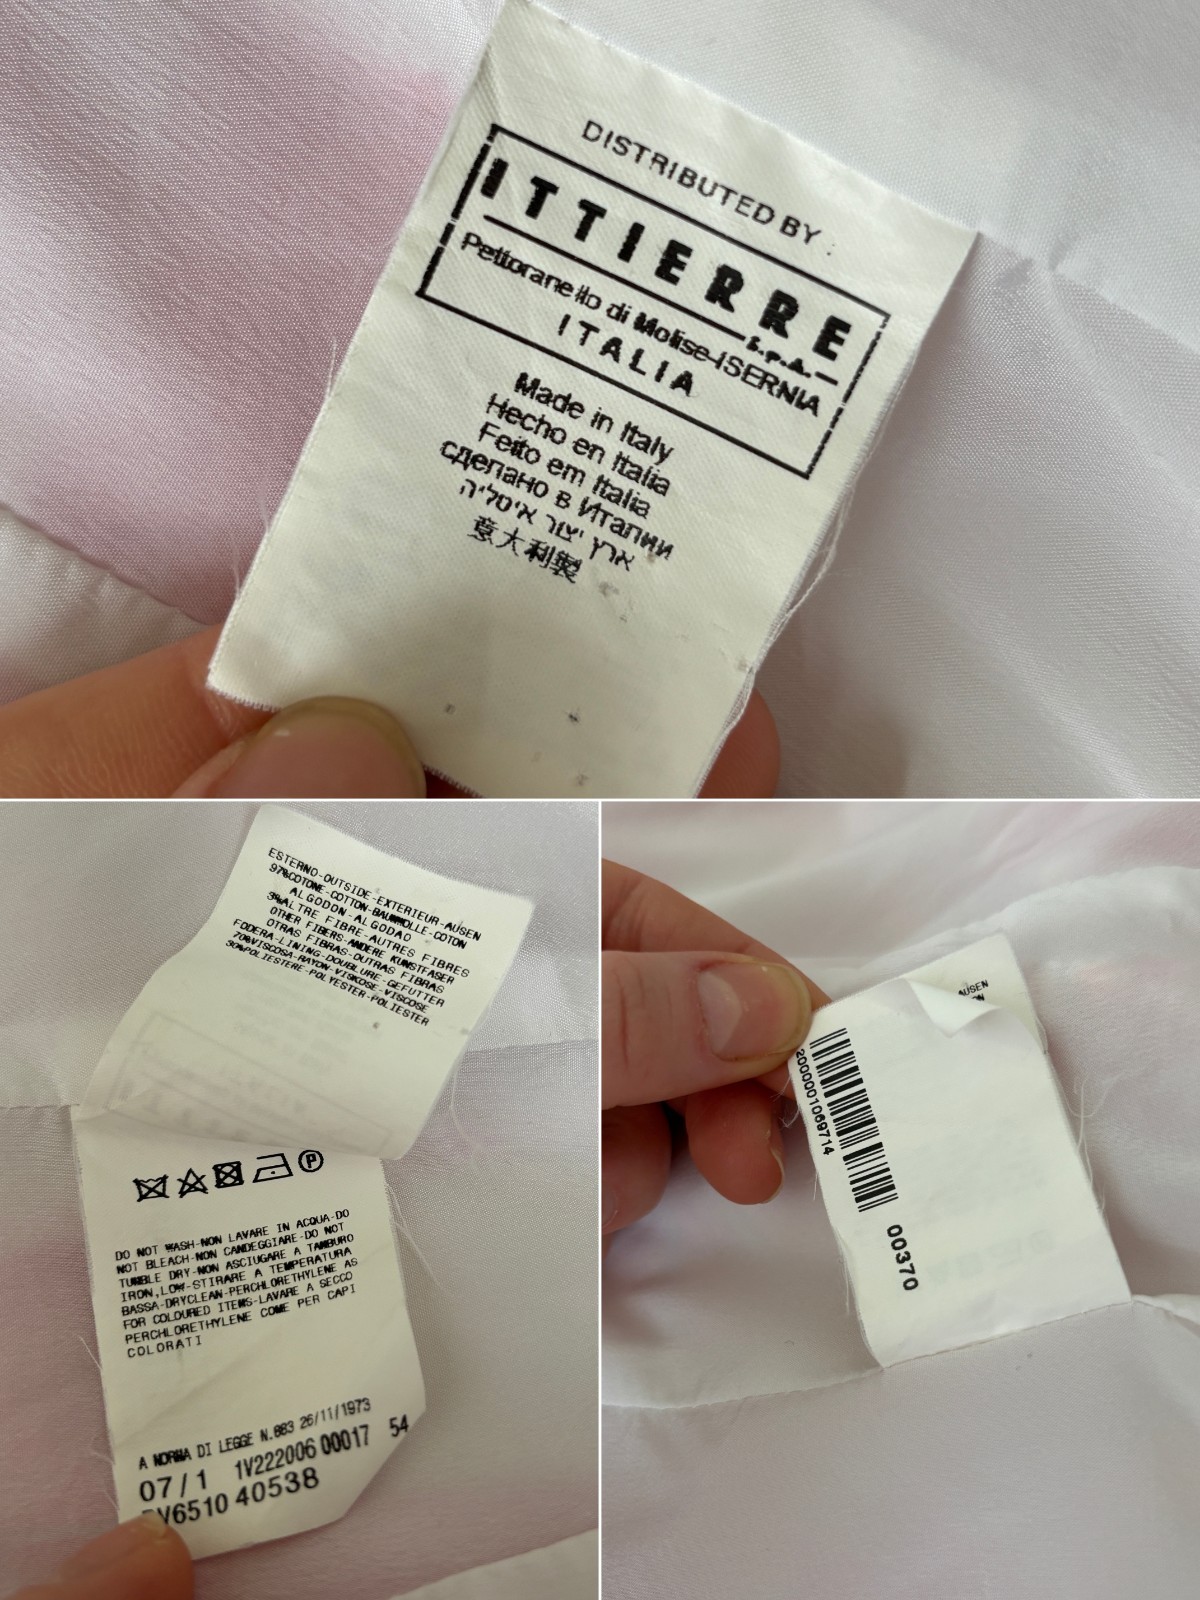 DISTRIBUTED BY :
ITTIERRE
S.p.A.
Pettoranello di Molise-ISERNIA
ITALIA
Made in Italy
Hecho en Italia
Feito em Italia
сделано в Италии
ארץ יצור איטליה
意大利製
ESTERNO-OUTSIDE-EXTERIEUR-AUSEN
97%COTONE-COTTON-BAUMWOLLE-COTON
ALGODON-ALGODAO
3%ALTRE FIBRE-AUTRES FIBRES
OTHER FIBERS-ANDERE KUNSTFASER
OTRAS FIBRAS-OUTRAS FIBRAS
FODERA-LINING-DOUBLURE-GEFUTTER
70%VISCOSA-RAYON-VISKOSE-VISCOSE
30%POLIESTERE-POLYESTER-POLIESTER
P
DO NOT WASH-NON LAVARE IN ACQUA-DO
NOT BLEACH-NON CANDEGGIARE-DO NOT
TUMBLE DRY-NON ASCIUGARE A TAMBURO
IRON,LOW-STIRARE A TEMPERATURA
BASSA-DRYCLEAN-PERCHLORETHYLENE AS
FOR COLOURED ITEMS-LAVARE A SECCO
PERCHLORETHYLENE COME PER CAPI
COLORATI
A NORMA DI LEGGE N.883 26/11/1973
07/1 1V222006 00017 54
V6510 40538
AUSEN
ON
2000001069714
00370